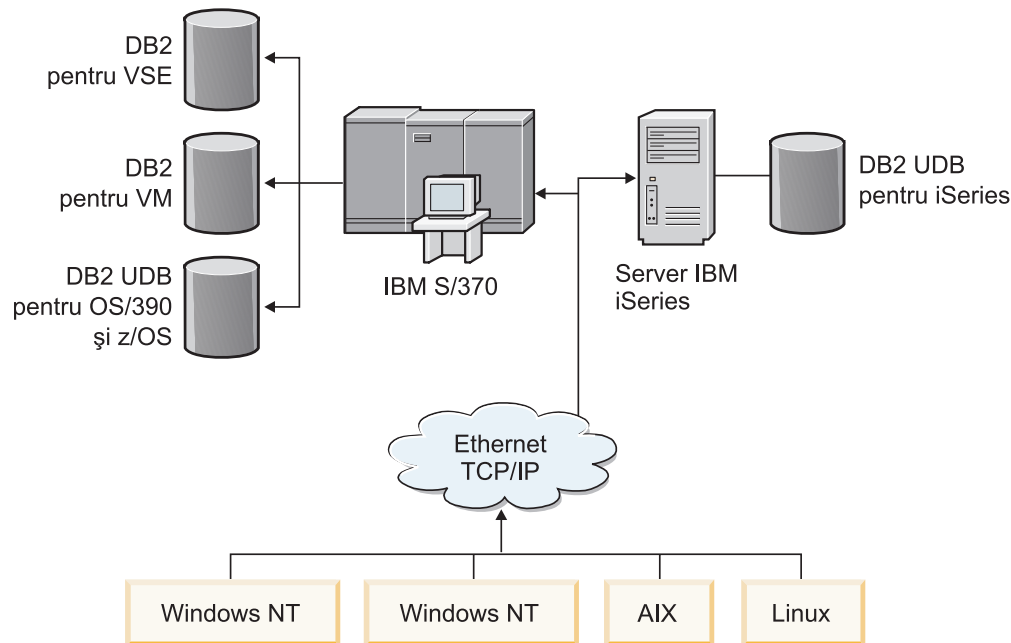 DB2
pentru VSE
DB2
pentru VM
DB2 UDB
pentru OS/390
şi z/OS
IBM S/370
Server IBM
iSeries
DB2 UDB
pentru iSeries
Ethernet
TCP/IP
Windows NT
Windows NT
AIX
Linux